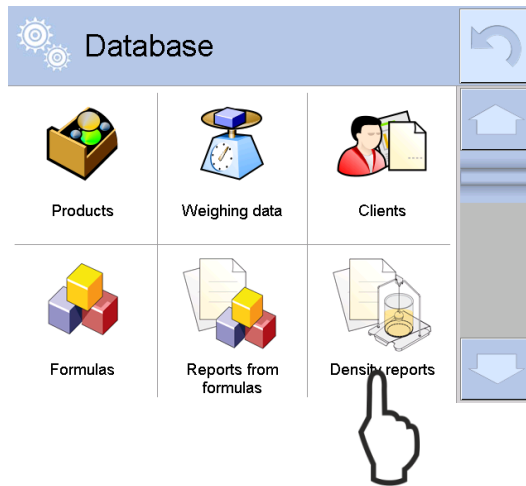 Database
Products
Weighing data
Clients
Formulas
Reports from
formulas
Density reports